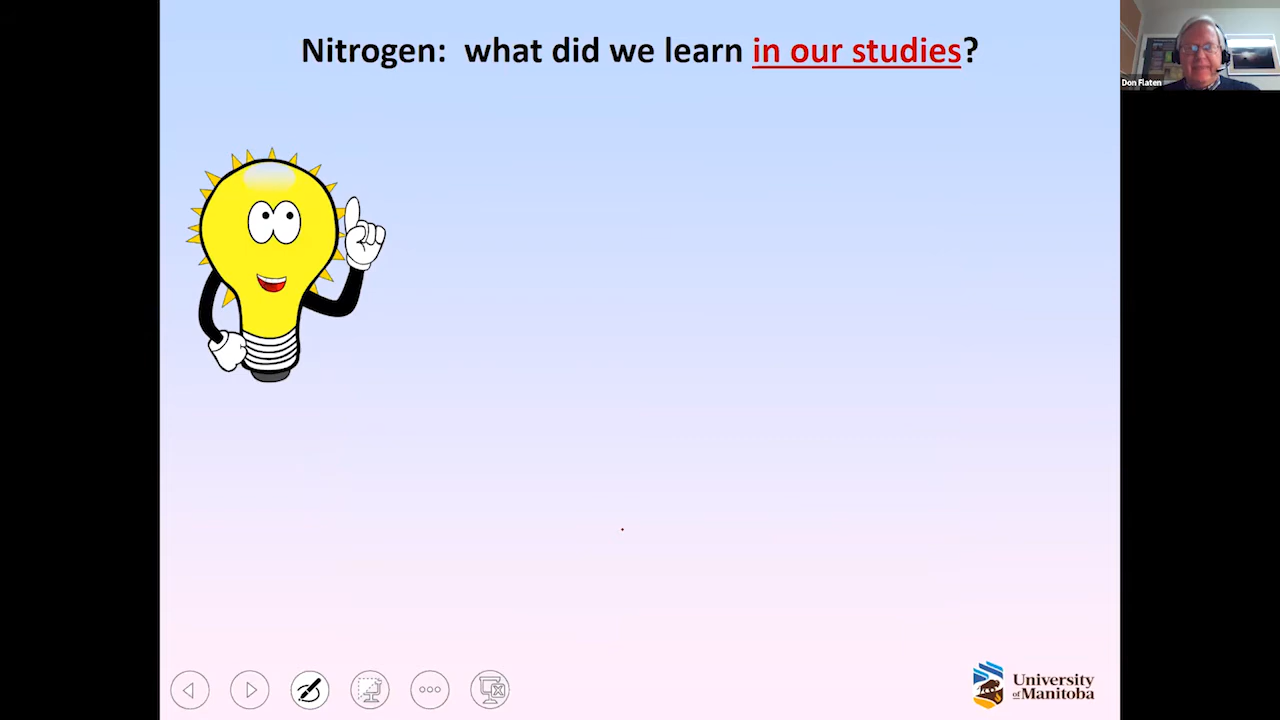 Nitrogen: what did we learn in our studies?
Don Flaten
University
of Manitoba